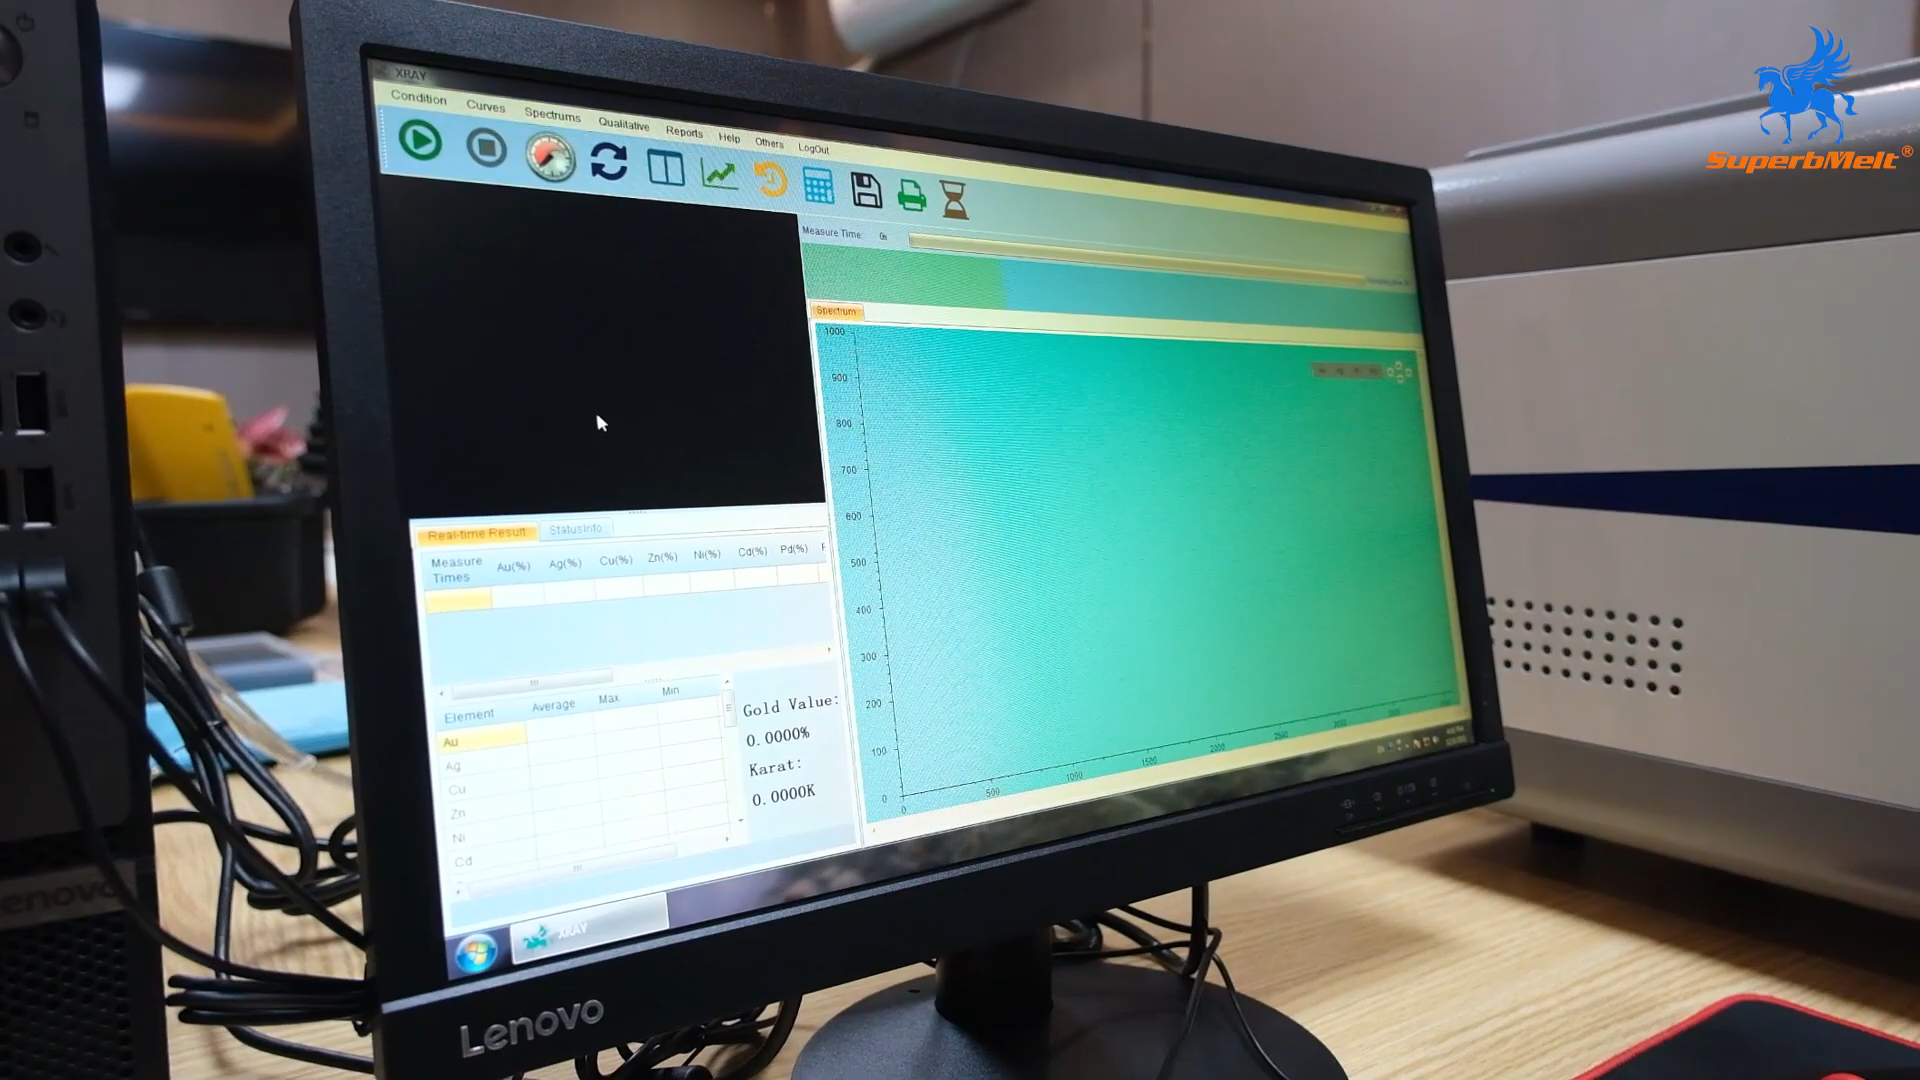 SuperbMelt®
XRAY
Condition Curves Spectrums Qualitative Reports Help Others LogOut
Measure Time: 0s
Spectrum
1000
900
800
700
600
500
400
300
200
100
0
0 500 1000 1500 2000 2500
Real-time Result StatusInfo
Measure Times Au(%) Ag(%) Cu(%) Zn(%) Ni(%) Cd(%) Pd(%)
Element Average Max Min
Au
Ag
Cu
Zn
Ni
Cd
Gold Value:
0.0000%
Karat:
0.0000K
XRAY
Lenovo
lenovo